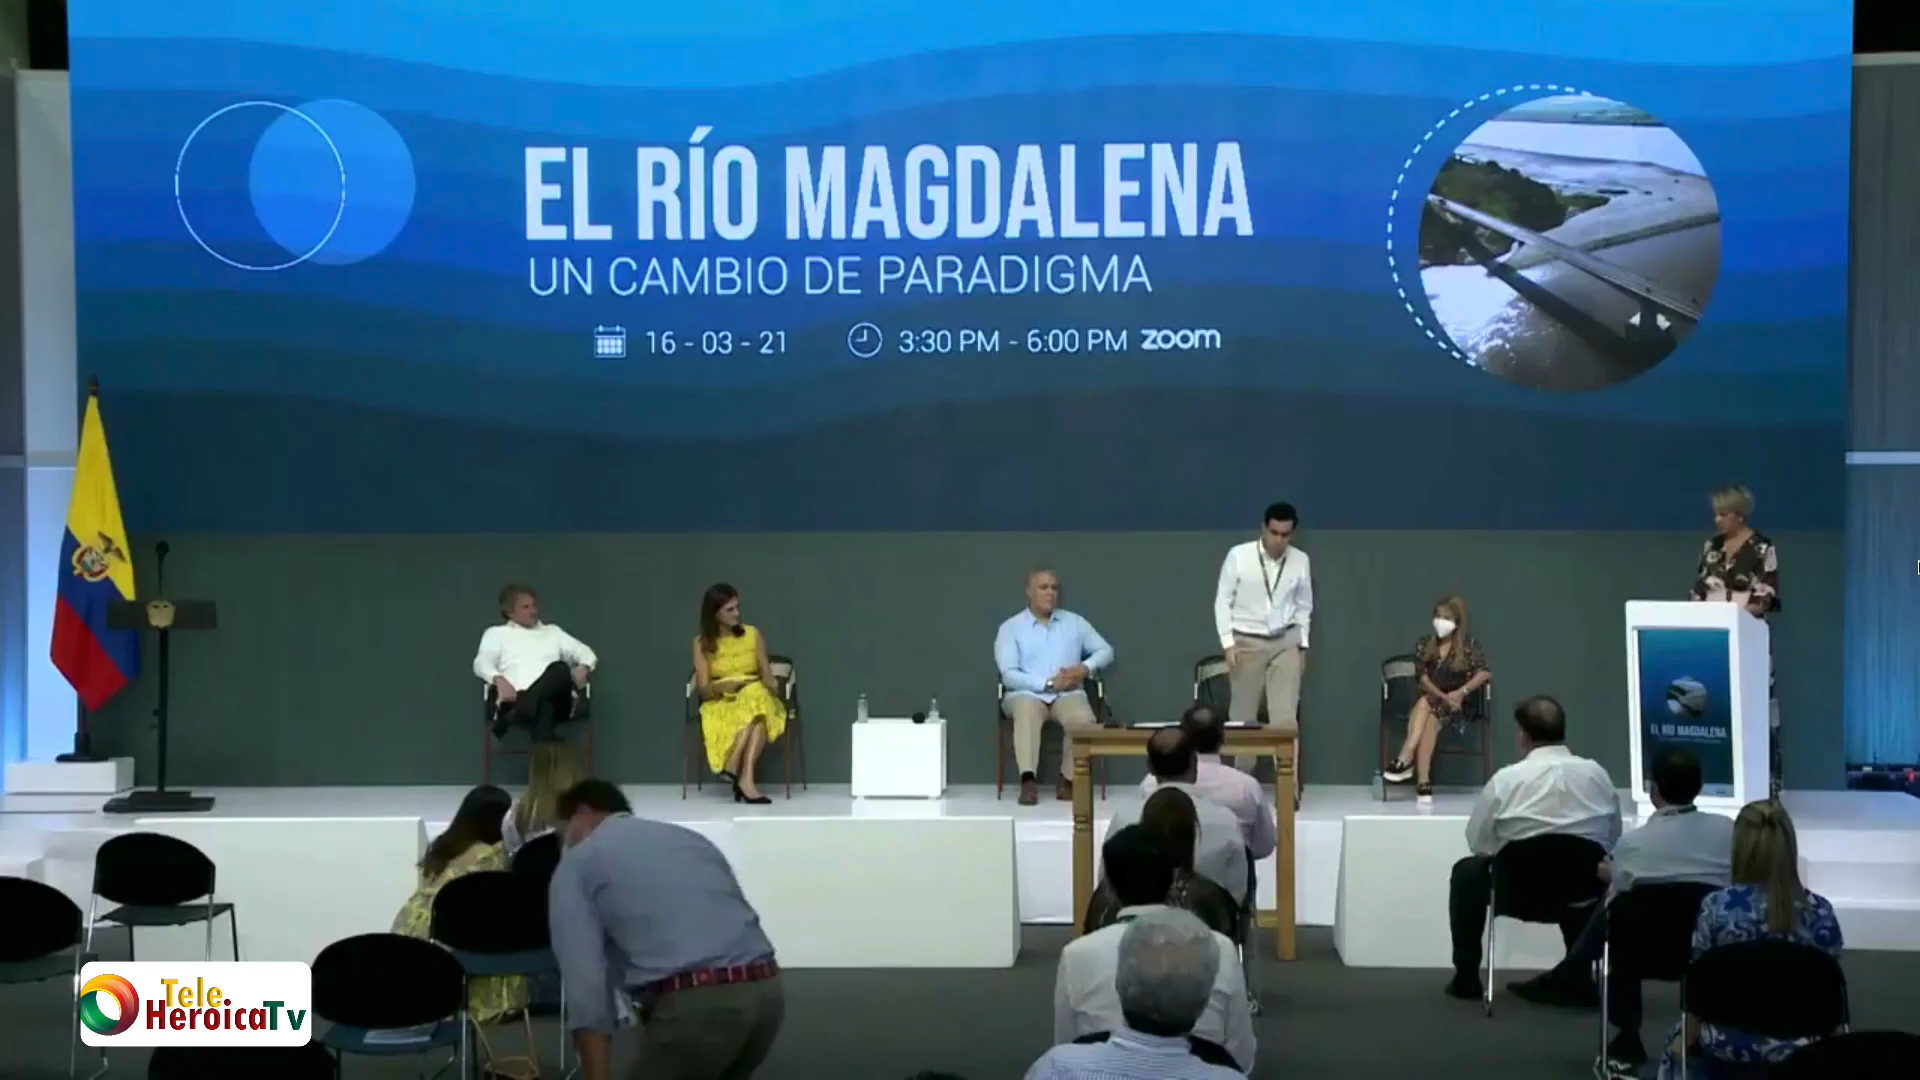 EL RÍO MAGDALENA
UN CAMBIO DE PARADIGMA
16 - 03 - 21 3:30 PM - 6:00 PM zoom
EL RÍO MAGDALENA
Tele
HeroicaTv